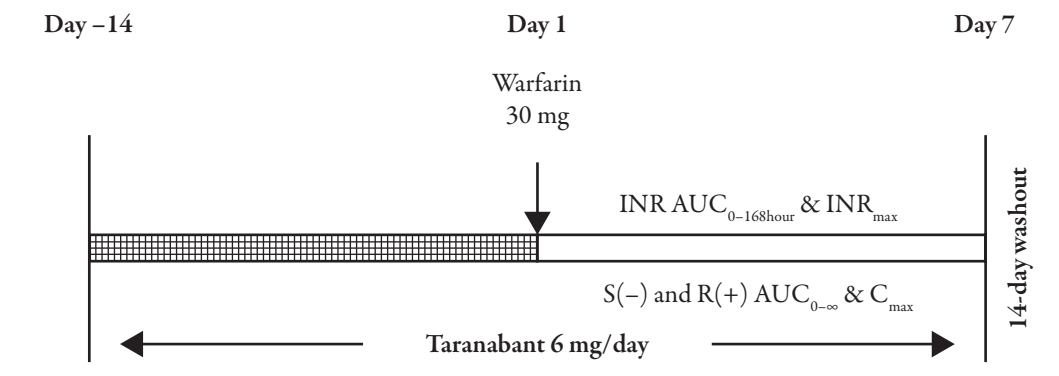 Day –14 Day 1 Day 7
Warfarin
30 mg
INR AUC0–168hour & INRmax
S(–) and R(+) AUC0–∞ & Cmax
Taranabant 6 mg/day
14-day washout